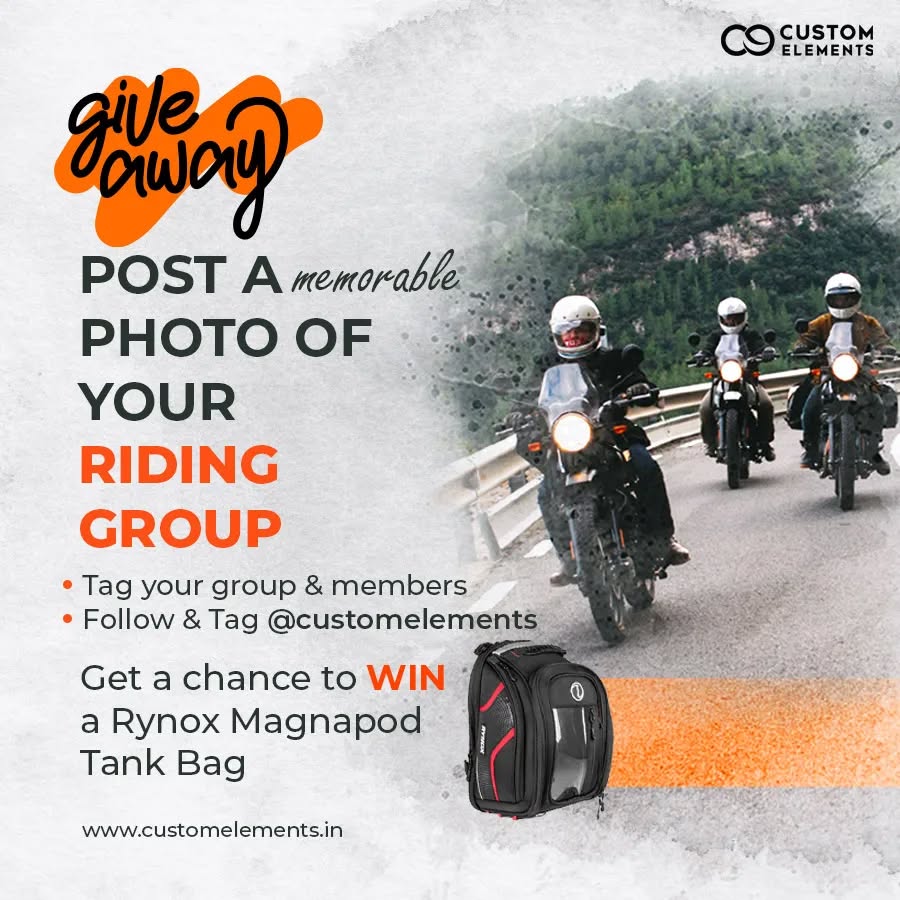 CUSTOM
ELEMENTS
give
away
POST A memorable
PHOTO OF
YOUR
RIDING
GROUP
• Tag your group & members
• Follow & Tag @customelements
Get a chance to WIN
a Rynox Magnapod
Tank Bag
RYNOX
www.customelements.in